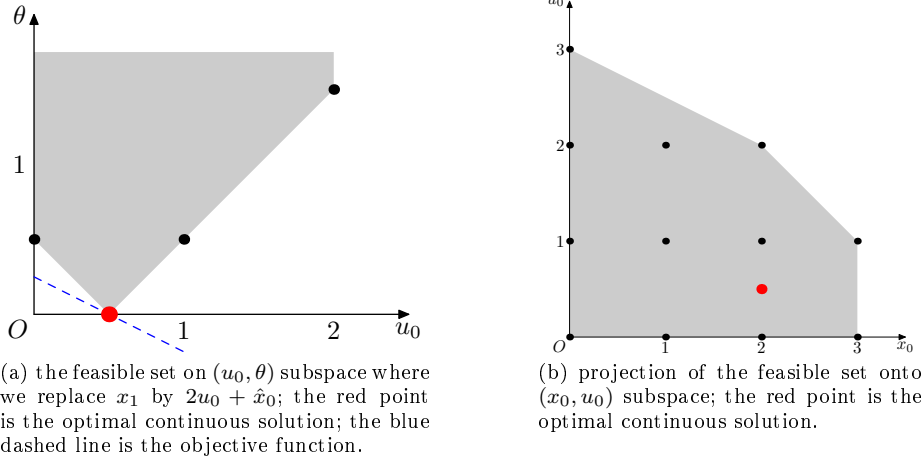 θ
1
O
1
2
u₀
(a) the feasible set on (u₀, θ) subspace where
we replace x₁ by 2u₀ + x̂₀; the red point
is the optimal continuous solution; the blue
dashed line is the objective function.
u₀
3
2
1
O
1
2
3
x₀
(b) projection of the feasible set onto
(x₀, u₀) subspace; the red point is the
optimal continuous solution.